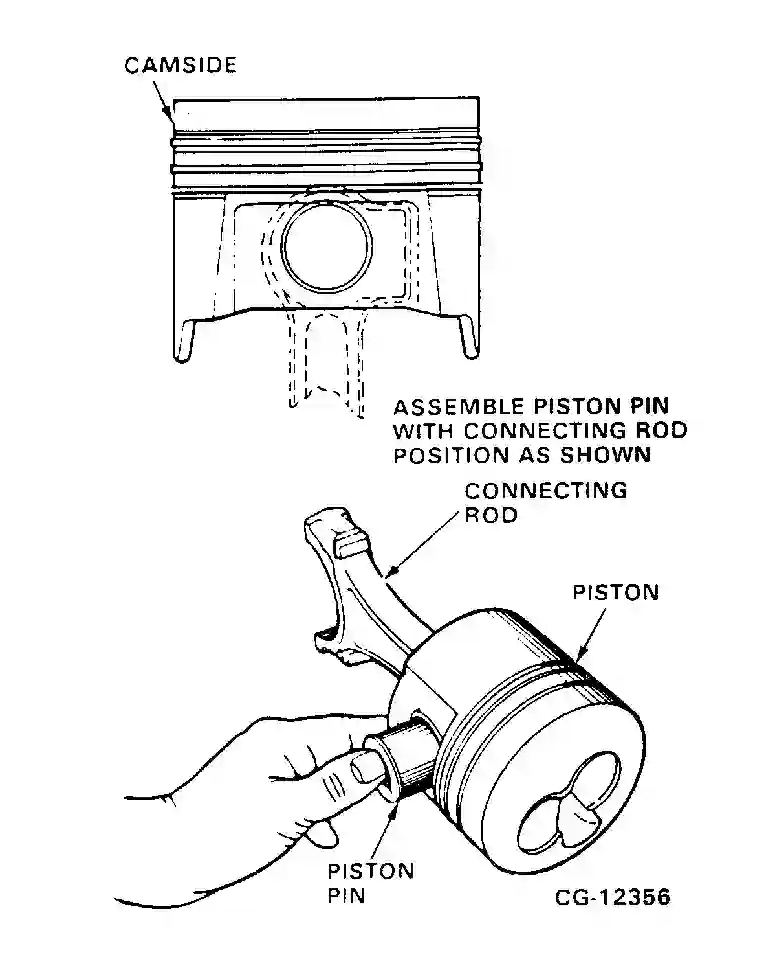 CAMSIDE
ASSEMBLE PISTON PIN
WITH CONNECTING ROD
POSITION AS SHOWN
CONNECTING
ROD
PISTON
PISTON
PIN
CG-12356